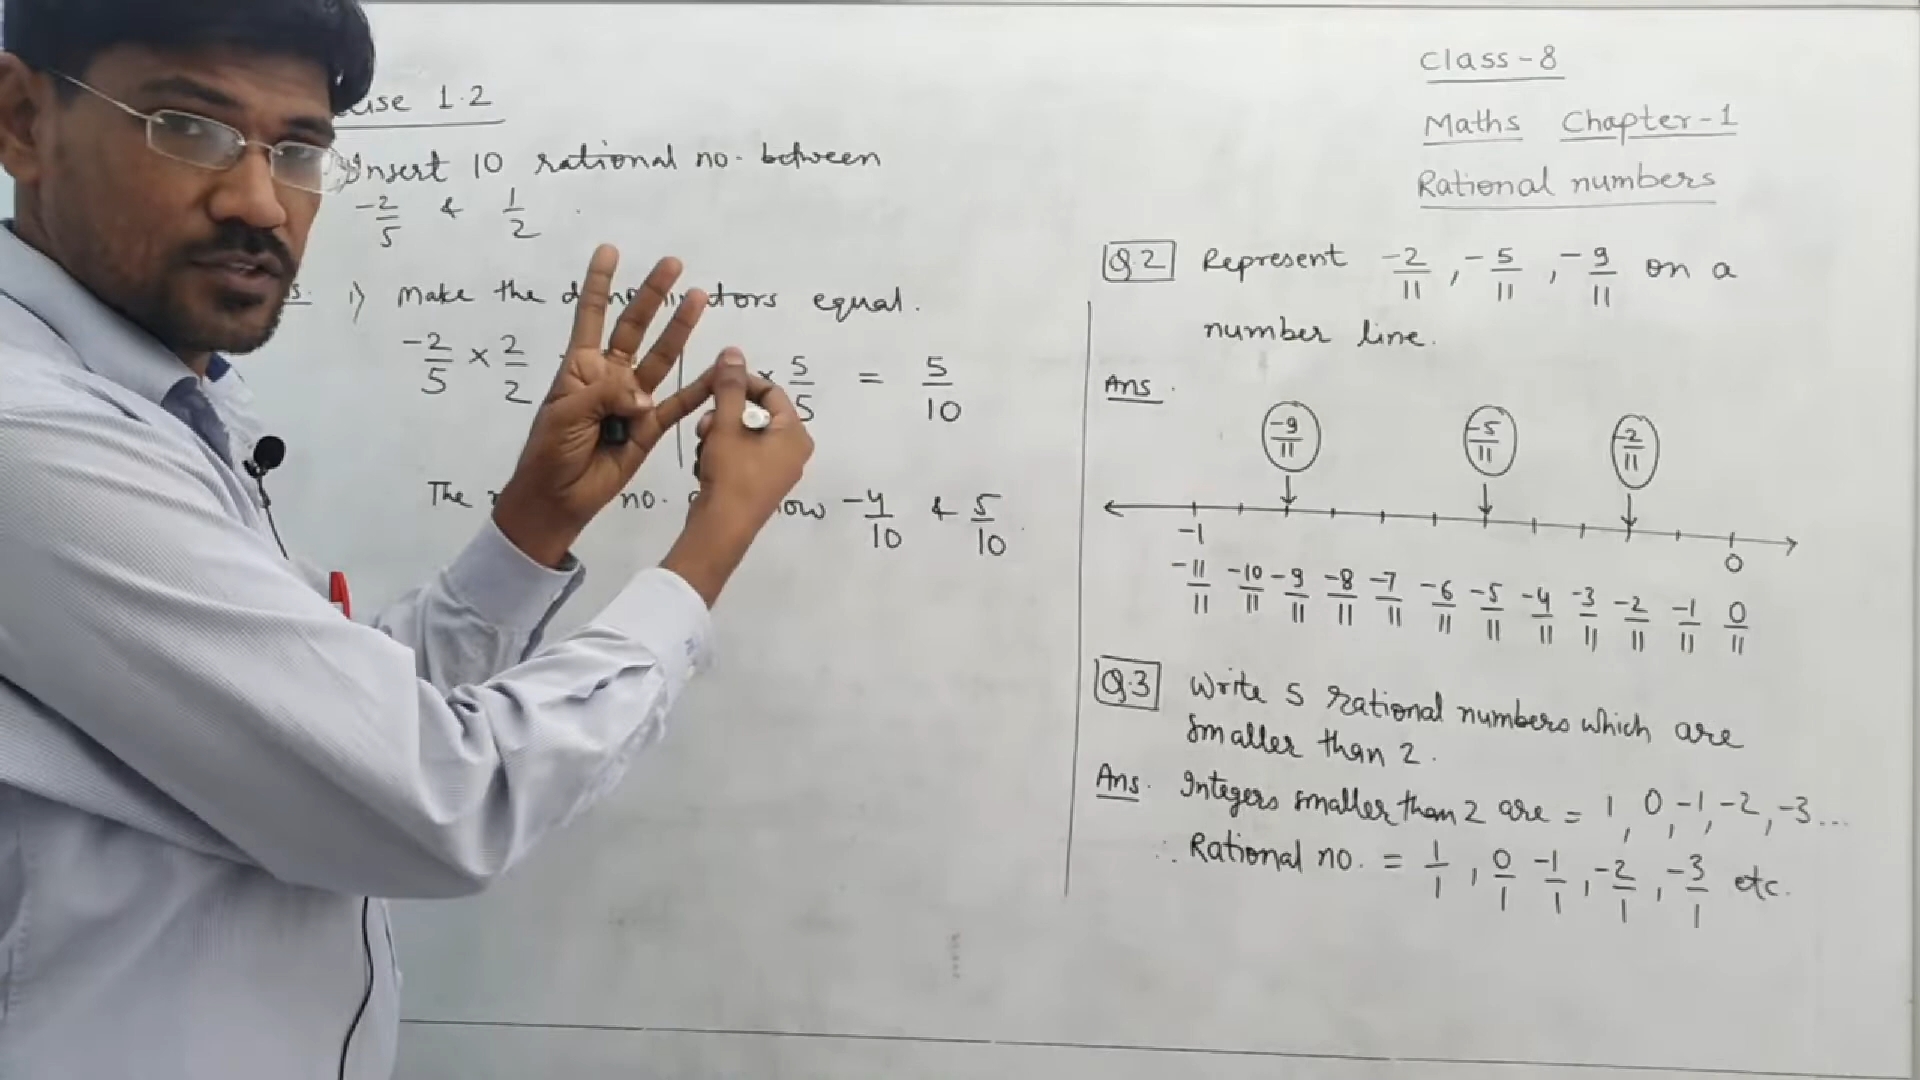 1.2
Insert 10 rational no. between
-2/5 & 1/2 .
1) Make the equal.
-2/5 × 2/2
× 5/5 = 5/10
The no. -4/10 & 5/10 .
Class-8
Maths Chapter-1
Rational numbers
Q.2 Represent -2/11 , -5/11 , -9/11 on a
number line.
Ans.
-9/11 -5/11 -2/11
-1 0
-11/11 -10/11 -9/11 -8/11 -7/11 -6/11 -5/11 -4/11 -3/11 -2/11 -1/11 0/11
Q.3 Write 5 rational numbers which are
smaller than 2.
Ans. Integers smaller than 2 are = 1, 0, -1, -2, -3...
∴ Rational no. = 1/1 , 0/1 -1/1 , -2/1 , -3/1 etc.